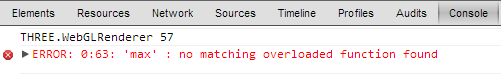 Elements Resources Network Sources Timeline Profiles Audits Console
THREE.WebGLRenderer 57
ERROR: 0:63: 'max' : no matching overloaded function found